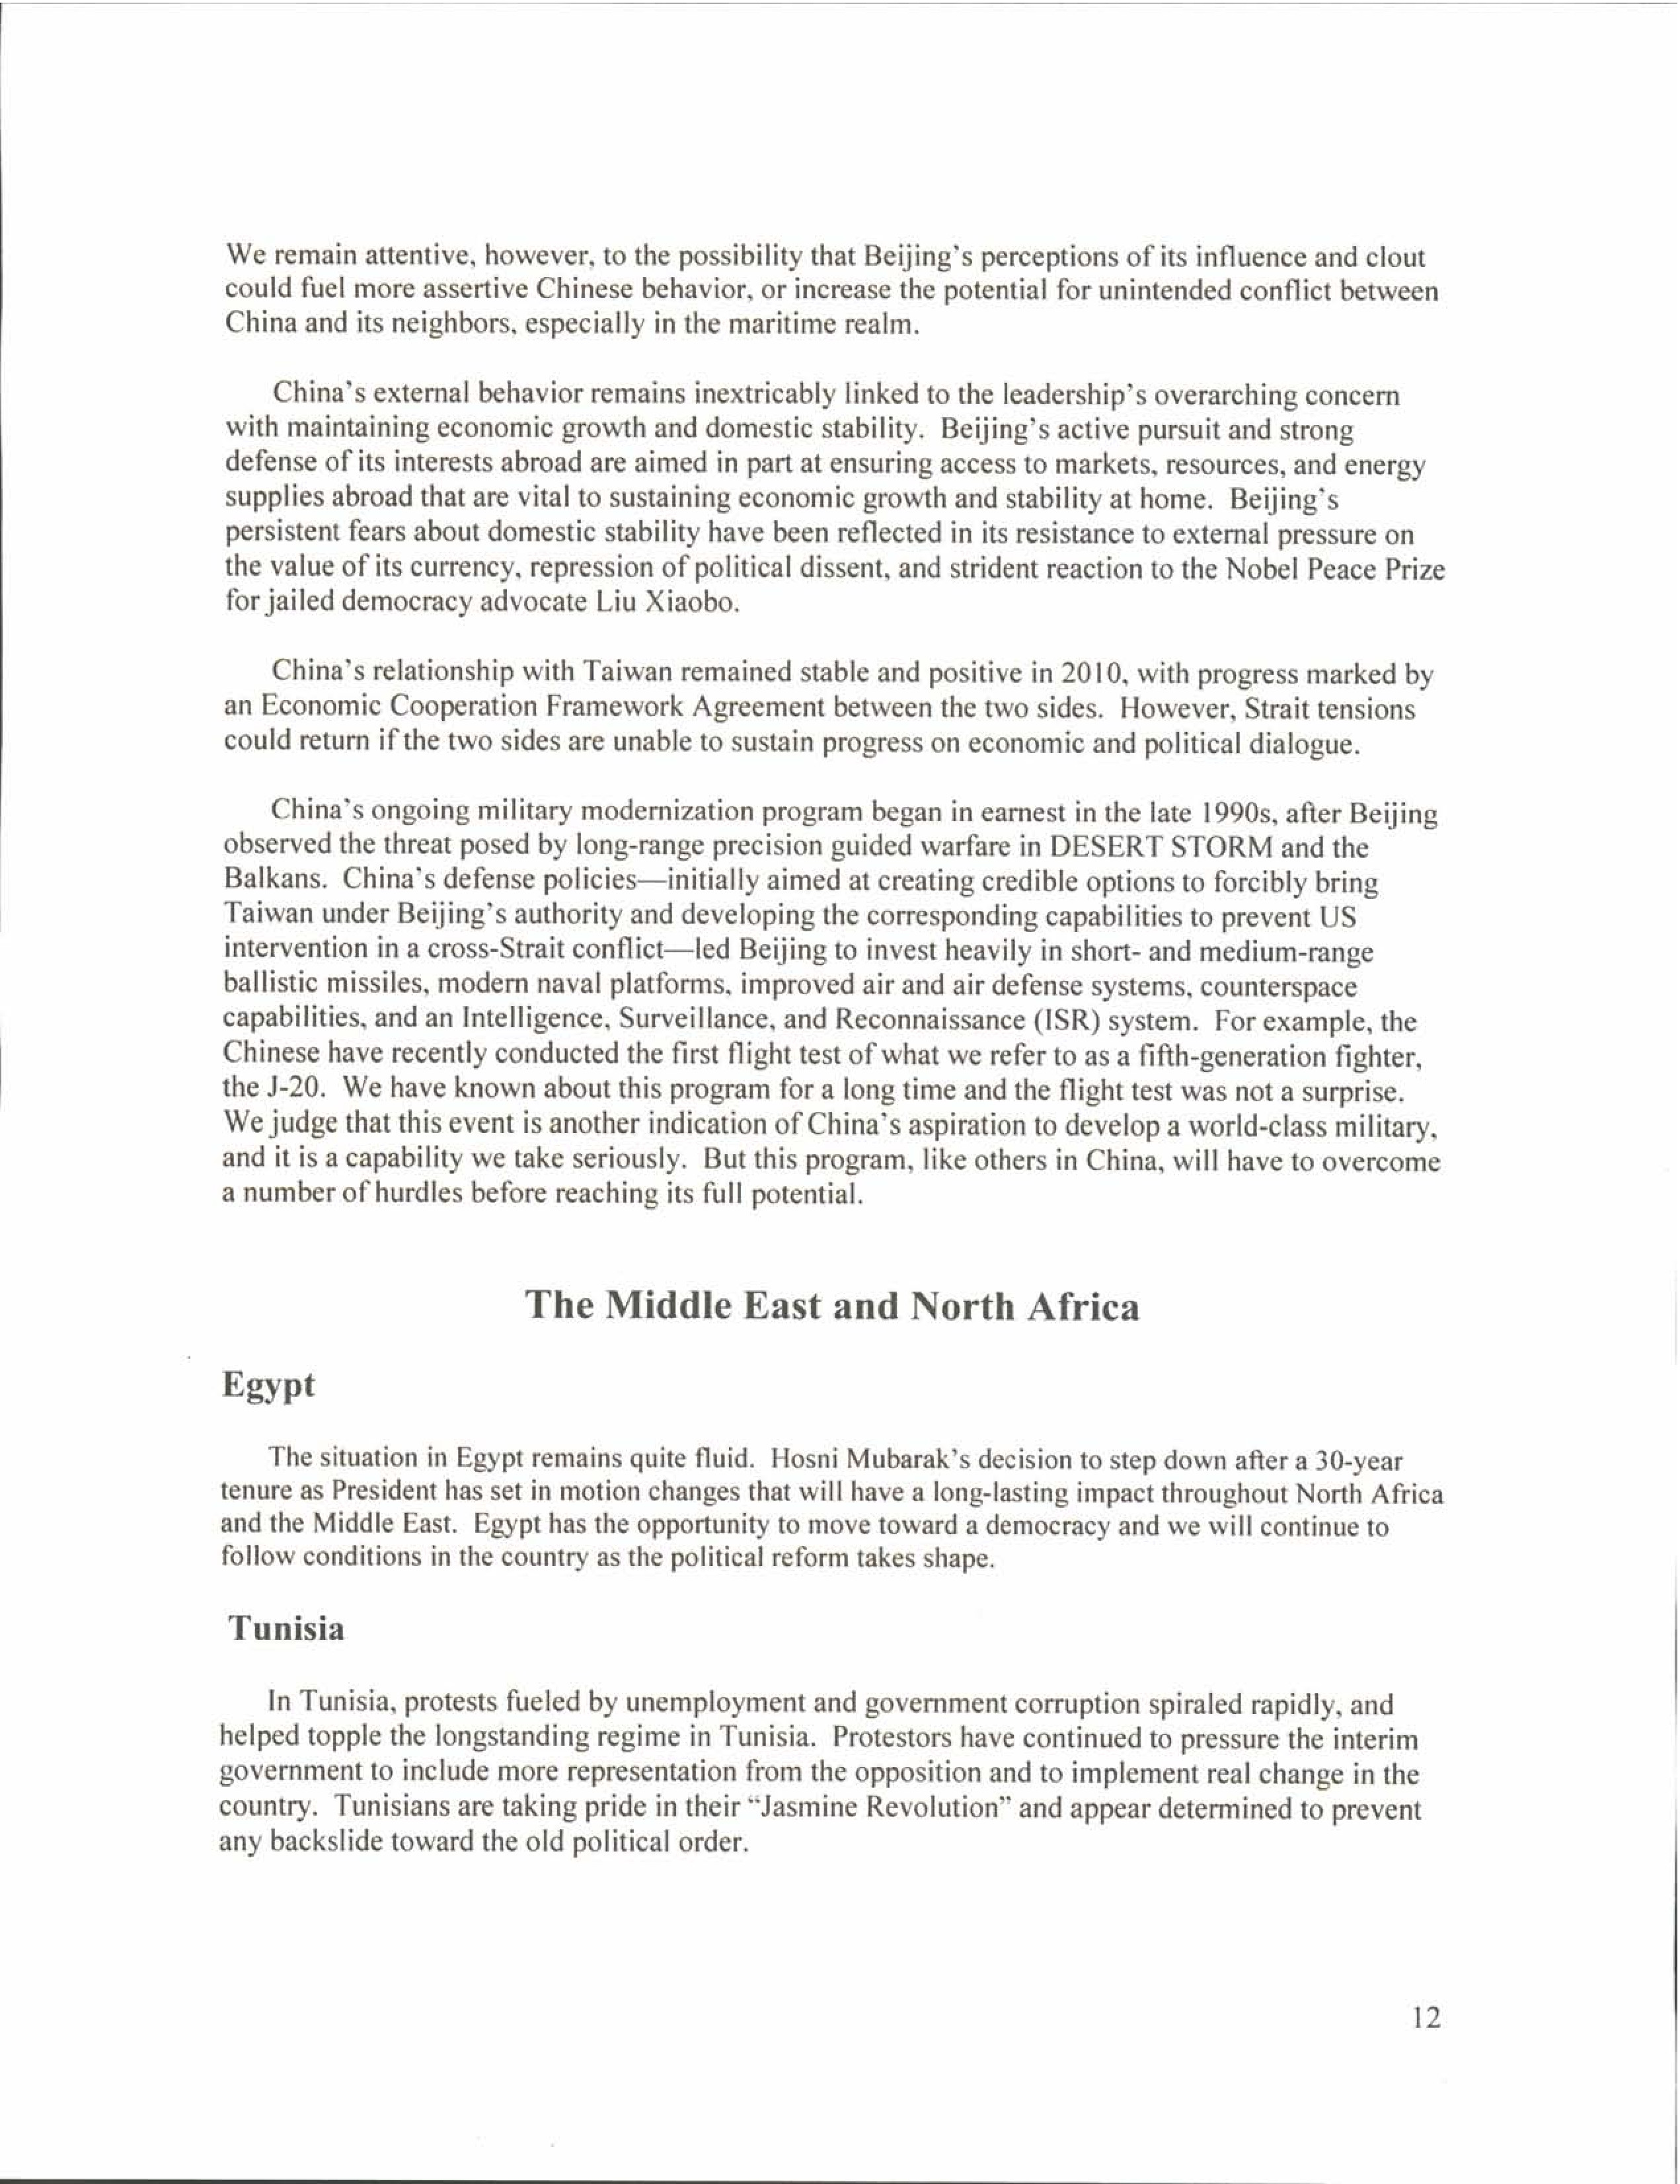 We remain attentive, however, to the possibility that Beijing's perceptions of its influence and clout
could fuel more assertive Chinese behavior, or increase the potential for unintended conflict between
China and its neighbors, especially in the maritime realm.
China's external behavior remains inextricably linked to the leadership's overarching concern
with maintaining economic growth and domestic stability. Beijing's active pursuit and strong
defense of its interests abroad are aimed in part at ensuring access to markets, resources, and energy
supplies abroad that are vital to sustaining economic growth and stability at home. Beijing's
persistent fears about domestic stability have been reflected in its resistance to external pressure on
the value of its currency, repression of political dissent, and strident reaction to the Nobel Peace Prize
for jailed democracy advocate Liu Xiaobo.
China's relationship with Taiwan remained stable and positive in 2010, with progress marked by
an Economic Cooperation Framework Agreement between the two sides. However, Strait tensions
could return if the two sides are unable to sustain progress on economic and political dialogue.
China's ongoing military modernization program began in earnest in the late 1990s, after Beijing
observed the threat posed by long-range precision guided warfare in DESERT STORM and the
Balkans. China's defense policies—initially aimed at creating credible options to forcibly bring
Taiwan under Beijing's authority and developing the corresponding capabilities to prevent US
intervention in a cross-Strait conflict—led Beijing to invest heavily in short- and medium-range
ballistic missiles, modern naval platforms, improved air and air defense systems, counterspace
capabilities, and an Intelligence, Surveillance, and Reconnaissance (ISR) system. For example, the
Chinese have recently conducted the first flight test of what we refer to as a fifth-generation fighter,
the J-20. We have known about this program for a long time and the flight test was not a surprise.
We judge that this event is another indication of China's aspiration to develop a world-class military,
and it is a capability we take seriously. But this program, like others in China, will have to overcome
a number of hurdles before reaching its full potential.
The Middle East and North Africa
Egypt
The situation in Egypt remains quite fluid. Hosni Mubarak's decision to step down after a 30-year
tenure as President has set in motion changes that will have a long-lasting impact throughout North Africa
and the Middle East. Egypt has the opportunity to move toward a democracy and we will continue to
follow conditions in the country as the political reform takes shape.
Tunisia
In Tunisia, protests fueled by unemployment and government corruption spiraled rapidly, and
helped topple the longstanding regime in Tunisia. Protestors have continued to pressure the interim
government to include more representation from the opposition and to implement real change in the
country. Tunisians are taking pride in their “Jasmine Revolution” and appear determined to prevent
any backslide toward the old political order.
12